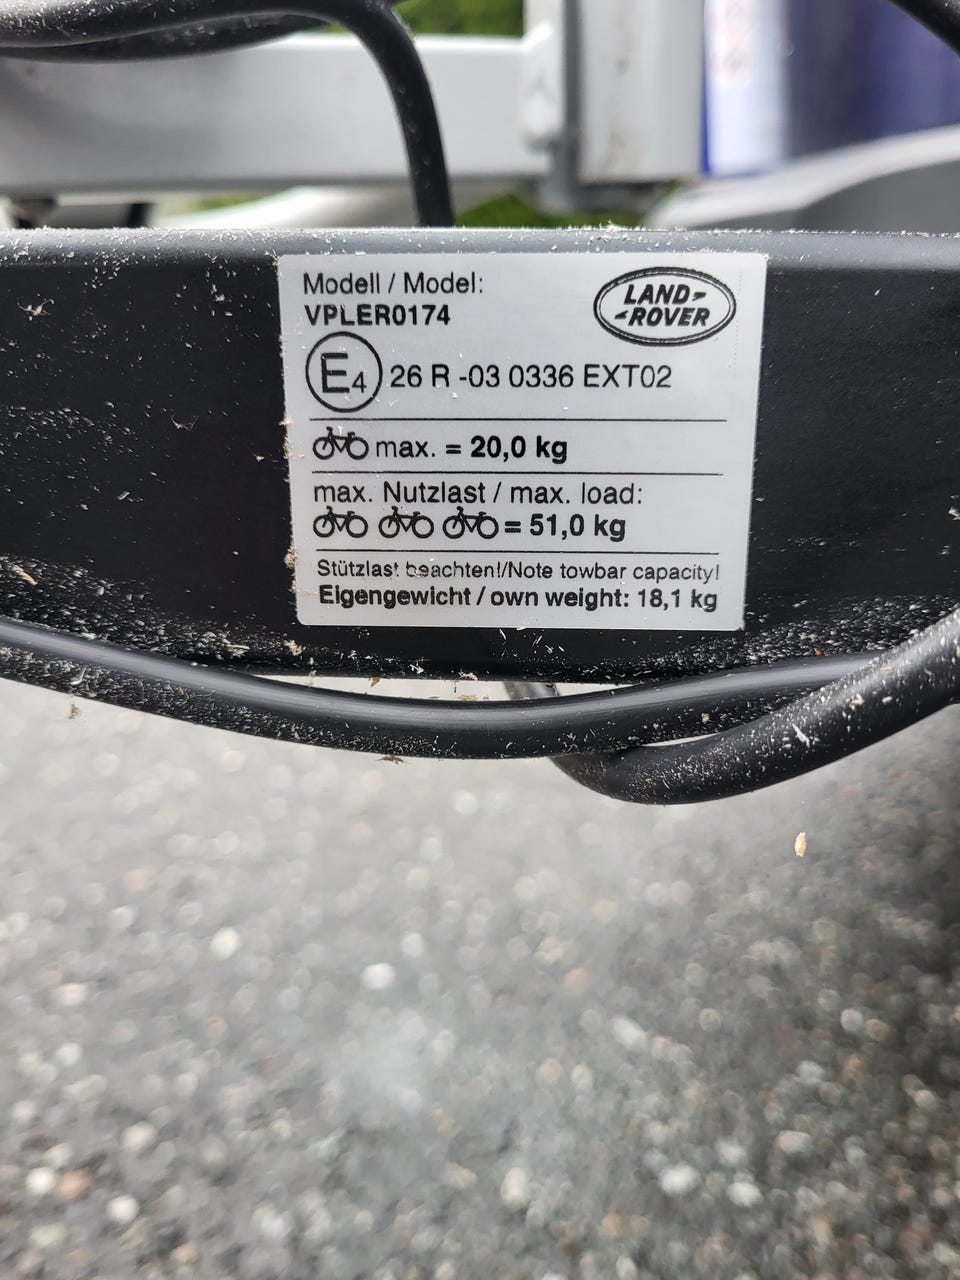 Modell / Model:
VPLER0174
LAND-
-ROVER
E4 26 R -03 0336 EXT02
max. = 20,0 kg
max. Nutzlast / max. load:
= 51,0 kg
Stützlast beachten!/Note towbar capacity!
Eigengewicht / own weight: 18,1 kg